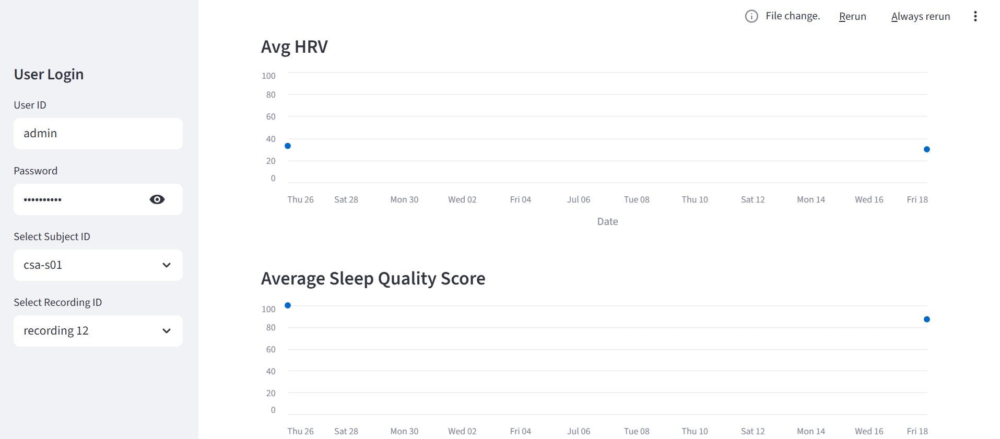 File change. Rerun Always rerun
User Login
User ID
admin
Password
••••••••••
Select Subject ID
csa-s01
Select Recording ID
recording 12
Avg HRV
100
80
60
40
20
0
Thu 26 Sat 28 Mon 30 Wed 02 Fri 04 Jul 06 Tue 08 Thu 10 Sat 12 Mon 14 Wed 16 Fri 18
Date
Average Sleep Quality Score
100
80
60
40
20
0
Thu 26 Sat 28 Mon 30 Wed 02 Fri 04 Jul 06 Tue 08 Thu 10 Sat 12 Mon 14 Wed 16 Fri 18